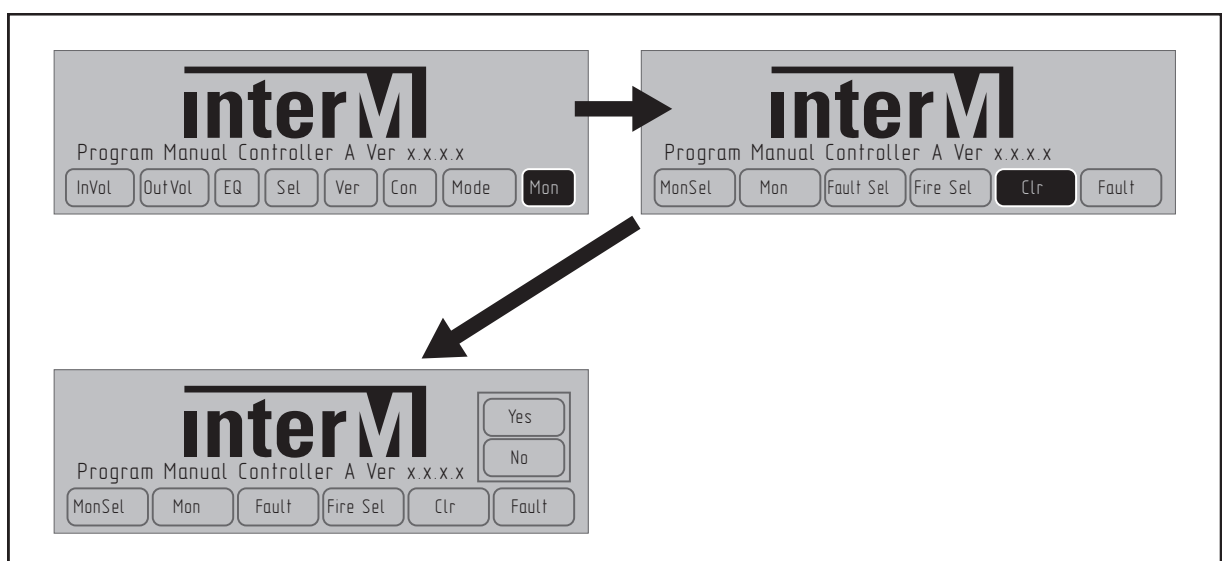 interM
Program Manual Controller A Ver x.x.x.x
InVol OutVol EQ Sel Ver Con Mode Mon
interM
Program Manual Controller A Ver x.x.x.x
MonSel Mon Fault Sel Fire Sel Clr Fault
interM
Yes
No
Program Manual Controller A Ver x.x.x.x
MonSel Mon Fault Fire Sel Clr Fault